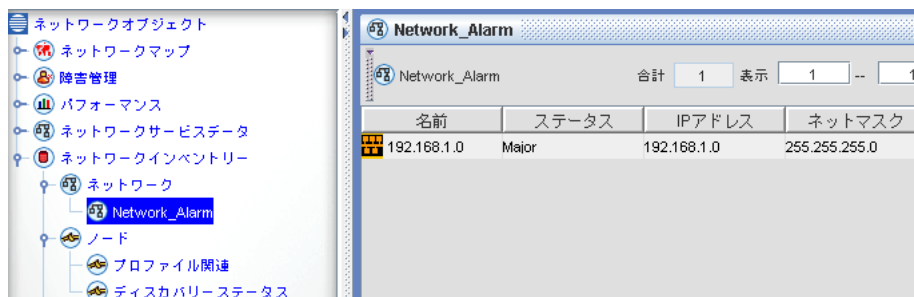 ネットワークオブジェクト
ネットワークマップ
障害管理
パフォーマンス
ネットワークサービスデータ
ネットワークインベントリー
ネットワーク
Network_Alarm
ノード
プロファイル関連
ディスカバリーステータス
Network_Alarm
Network_Alarm 合計 1 表示 1 -- 1
名前 ステータス IPアドレス ネットマスク
192.168.1.0 Major 192.168.1.0 255.255.255.0